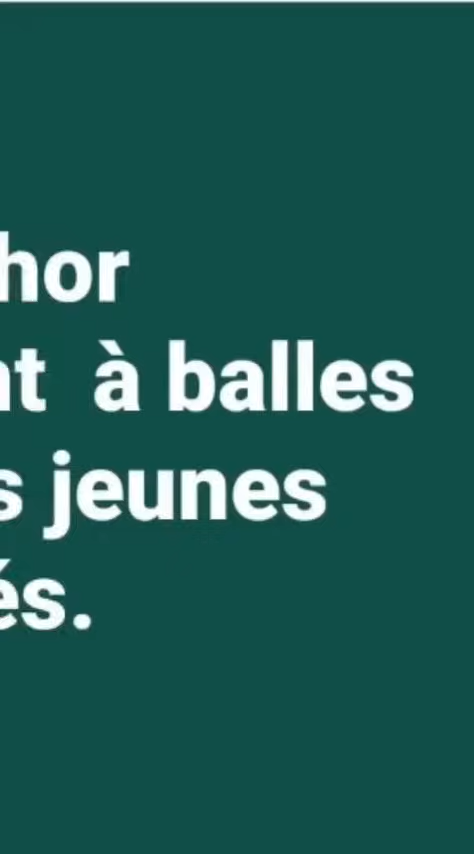 hor
nt à balles
s jeunes
és.